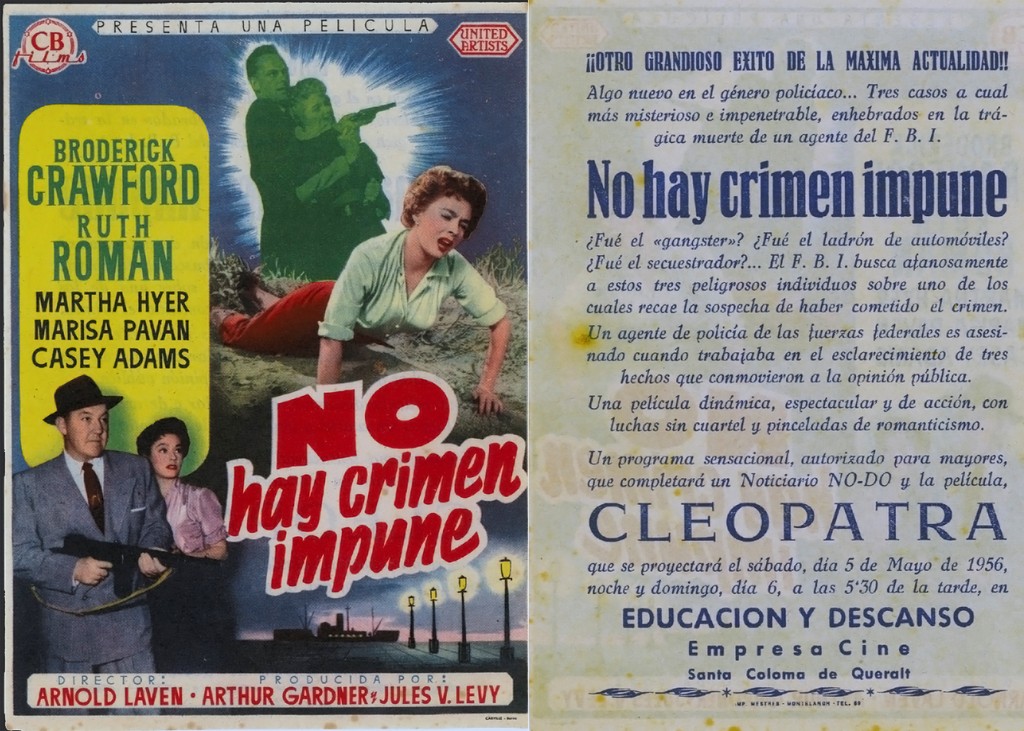 CB
films
PRESENTA UNA PELICULA
UNITED
ARTISTS
BRODERICK
CRAWFORD
RUTH
ROMAN
MARTHA HYER
MARISA PAVAN
CASEY ADAMS
NO
hay crimen
impune
DIRECTOR:
PRODUCIDA POR:
ARNOLD LAVEN · ARTHUR GARDNER y JULES V. LEVY
¡¡OTRO GRANDIOSO EXITO DE LA MAXIMA ACTUALIDAD!!
Algo nuevo en el género policíaco... Tres casos a cual
más misterioso e impenetrable, enhebrados en la trá-
gica muerte de un agente del F. B. I.
No hay crimen impune
¿Fué el «gangster»? ¿Fué el ladrón de automóviles?
¿Fué el secuestrador?... El F. B. I. busca afanosamente
a estos tres peligrosos individuos sobre uno de los
cuales recae la sospecha de haber cometido el crimen.
Un agente de policía de las fuerzas federales es asesi-
nado cuando trabajaba en el esclarecimiento de tres
hechos que conmovieron a la opinión pública.
Una película dinámica, espectacular y de acción, con
luchas sin cuartel y pinceladas de romanticismo.
Un programa sensacional, autorizado para mayores,
que completará un Noticiario NO-DO y la película,
CLEOPATRA
que se proyectará el sábado, día 5 de Mayo de 1956,
noche y domingo, día 6, a las 5'30 de la tarde, en
EDUCACION Y DESCANSO
Empresa Cine
Santa Coloma de Queralt
IMP. MESTRES - MONTBLANCH - TEL. 88